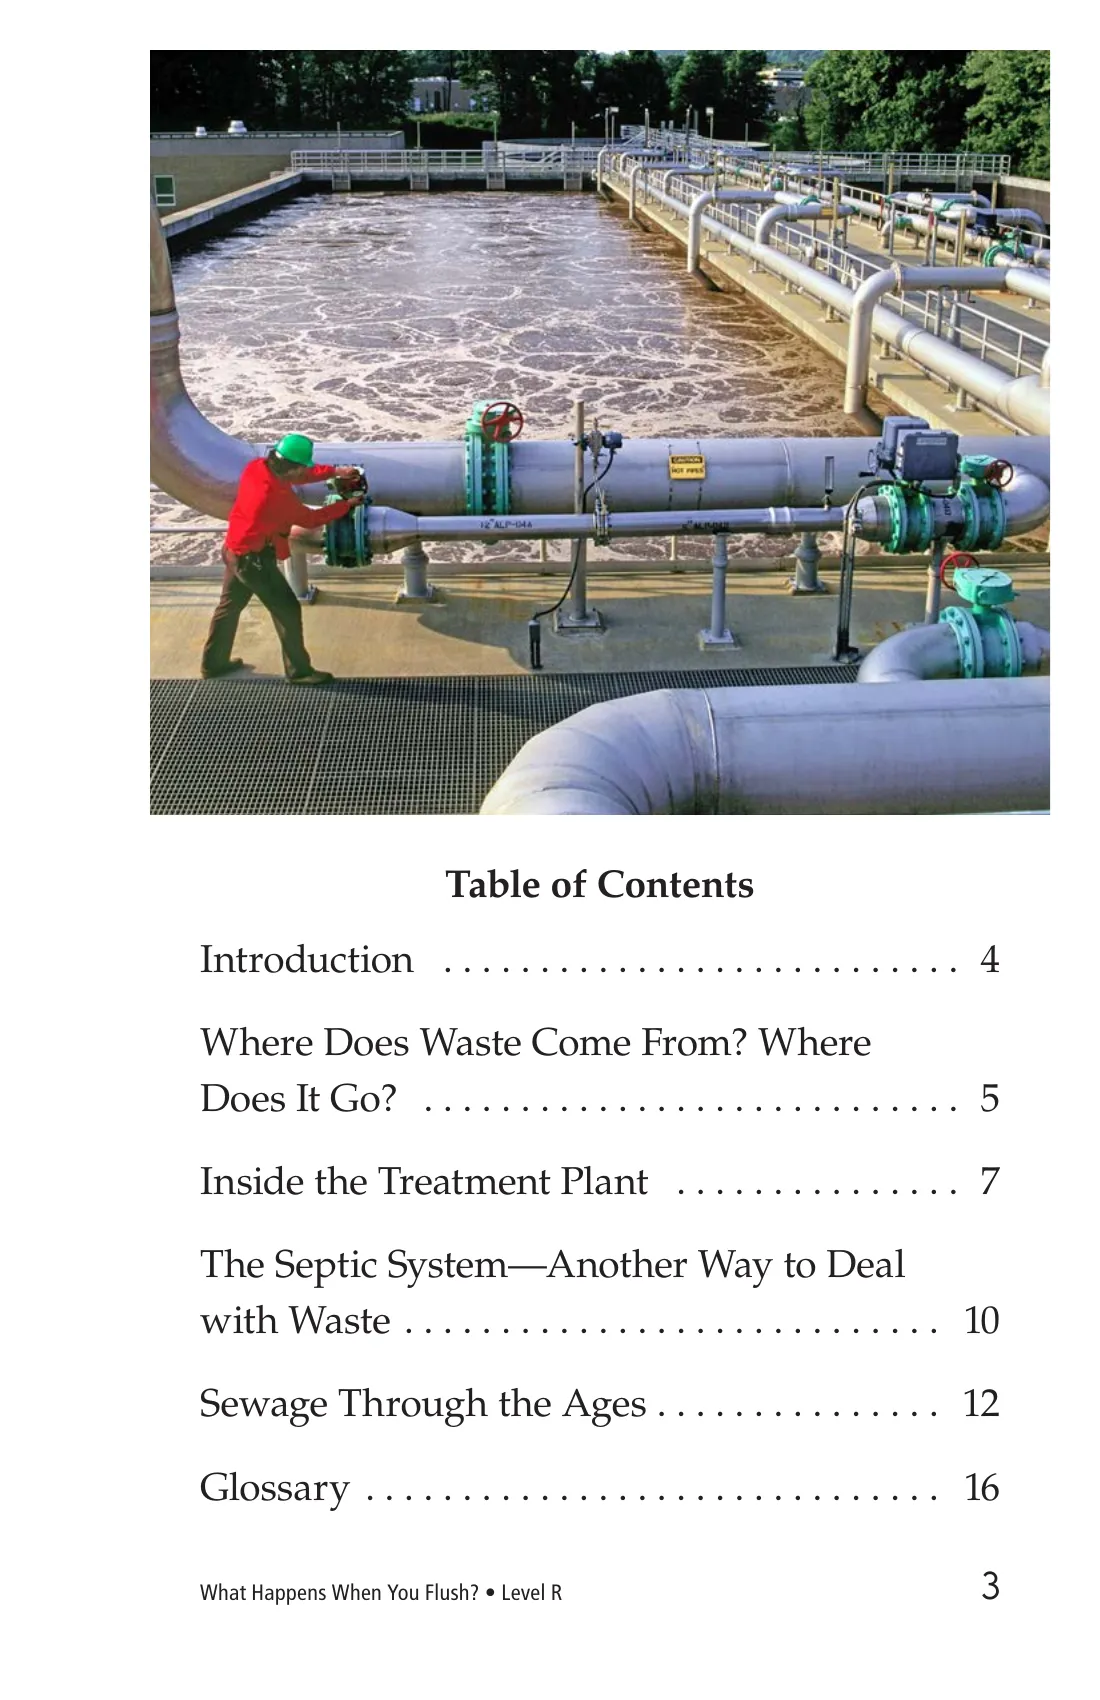 CAUTION
HOT PIPES
12" ALP-046
Table of Contents
Introduction . . . . . . . . . . . . . . . . . . . . . . . . . . . 4
Where Does Waste Come From? Where
Does It Go? . . . . . . . . . . . . . . . . . . . . . . . . . . . . 5
Inside the Treatment Plant . . . . . . . . . . . . . . . 7
The Septic System—Another Way to Deal
with Waste . . . . . . . . . . . . . . . . . . . . . . . . . . . . 10
Sewage Through the Ages . . . . . . . . . . . . . . . 12
Glossary . . . . . . . . . . . . . . . . . . . . . . . . . . . . . . 16
What Happens When You Flush? • Level R 3